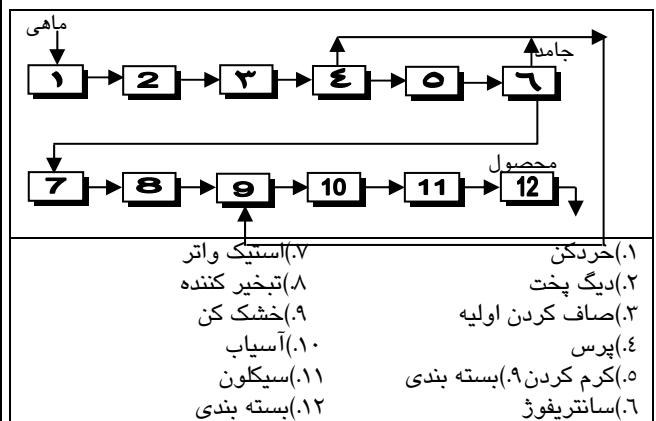 ماهی
جامد
۱ 2 ۳ ٤ ٥ ٦
محصول
7 8 9 10 11 12
۱.)خردکن
۲.)دیگ پخت
۳.)صاف کردن اولیه
٤.)پرس
٥.)کرم کردن۹.)بسته بندی
٦.)سانتریفوژ
۷.)استیک واتر
۸.)تبخیر کننده
۹.)خشک کن
۱۰.)آسیاب
۱۱.)سیکلون
۱۲.)بسته بندی